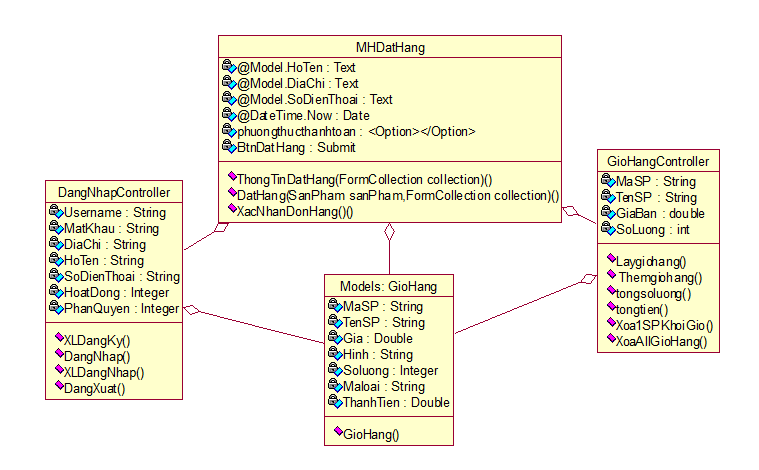 MHDatHang
@Model.HoTen : Text
@Model.DiaChi : Text
@Model.SoDienThoai : Text
@DateTime.Now : Date
phuongthucthanhtoan : <Option></Option>
BtnDatHang : Submit
ThongTinDatHang(FormCollection collection)()
DatHang(SanPham sanPham,FormCollection collection)()
XacNhanDonHang()()
GioHangController
MaSP : String
TenSP : String
GiaBan : double
SoLuong : int
Laygiohang()
Themgiohang()
tongsoluong()
tongtien()
Xoa1SPKhoiGio()
XoaAllGioHang()
DangNhapController
Username : String
MatKhau : String
DiaChi : String
HoTen : String
SoDienThoai : String
HoatDong : Integer
PhanQuyen : Integer
XLDangKy()
DangNhap()
XLDangNhap()
DangXuat()
Models: GioHang
MaSP : String
TenSP : String
Gia : Double
Hinh : String
Soluong : Integer
Maloai : String
ThanhTien : Double
GioHang()